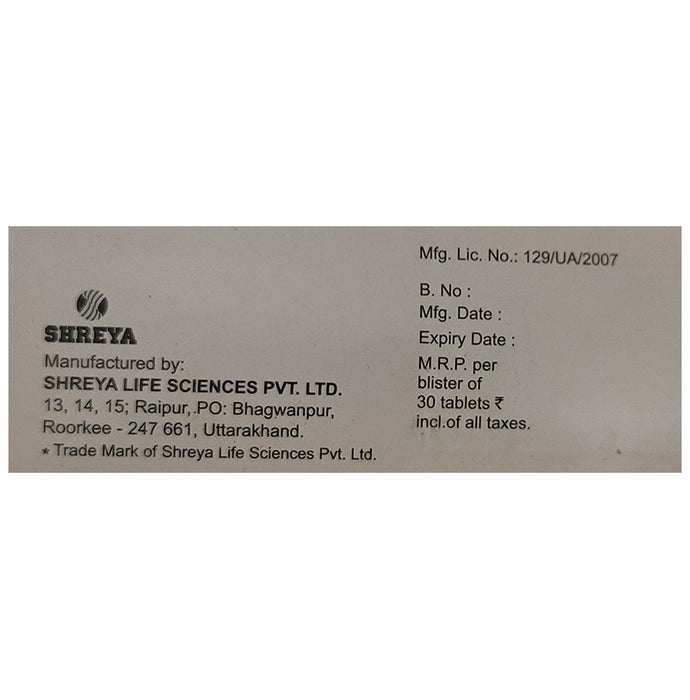 SHREYA
Manufactured by:
SHREYA LIFE SCIENCES PVT. LTD.
13, 14, 15; Raipur, PO: Bhagwanpur,
Roorkee - 247 661, Uttarakhand.
* Trade Mark of Shreya Life Sciences Pvt. Ltd.
Mfg. Lic. No.: 129/UA/2007
B. No :
Mfg. Date :
Expiry Date :
M.R.P. per
blister of
30 tablets ₹
incl.of all taxes.